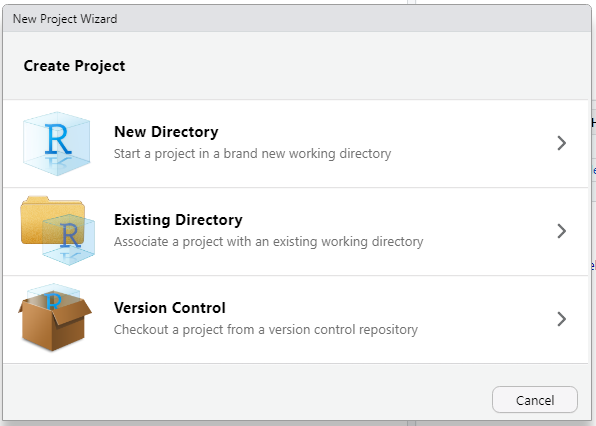 New Project Wizard
Create Project
R
New Directory
Start a project in a brand new working directory
R
Existing Directory
Associate a project with an existing working directory
R
Version Control
Checkout a project from a version control repository
Cancel